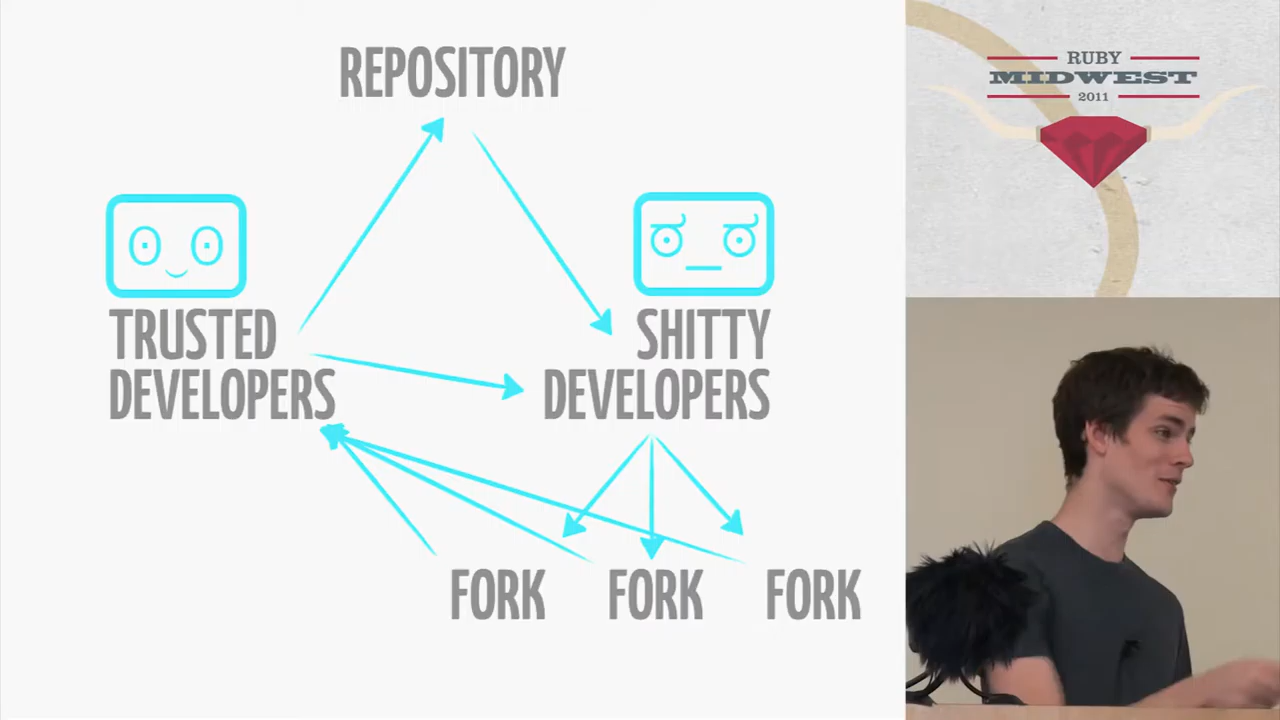 REPOSITORY
TRUSTED
DEVELOPERS
SHITTY
DEVELOPERS
FORK FORK FORK
RUBY
MIDWEST
2011